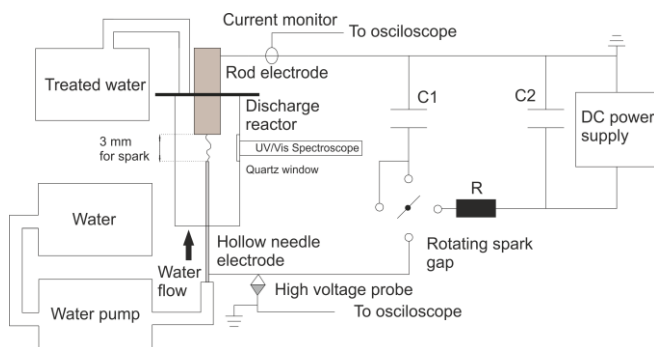 Current monitor
To osciloscope
Treated water
Rod electrode
C1
C2
Discharge
reactor
DC power
supply
3 mm
for spark
UV/Vis Spectroscope
Quartz window
R
Water
Hollow needle
electrode
Rotating spark
gap
Water
flow
High voltage probe
Water pump
To osciloscope